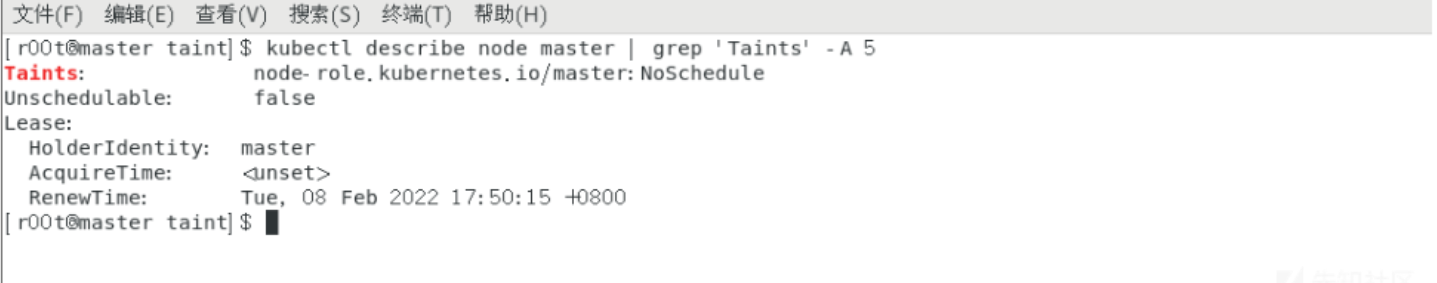 文件(F) 编辑(E) 查看(V) 搜索(S) 终端(T) 帮助(H)
[r00t@master taint]$ kubectl describe node master | grep 'Taints' -A 5
Taints:             node-role.kubernetes.io/master:NoSchedule
Unschedulable:      false
Lease:
  HolderIdentity:  master
  AcquireTime:     <unset>
  RenewTime:       Tue, 08 Feb 2022 17:50:15 +0800
[r00t@master taint]$